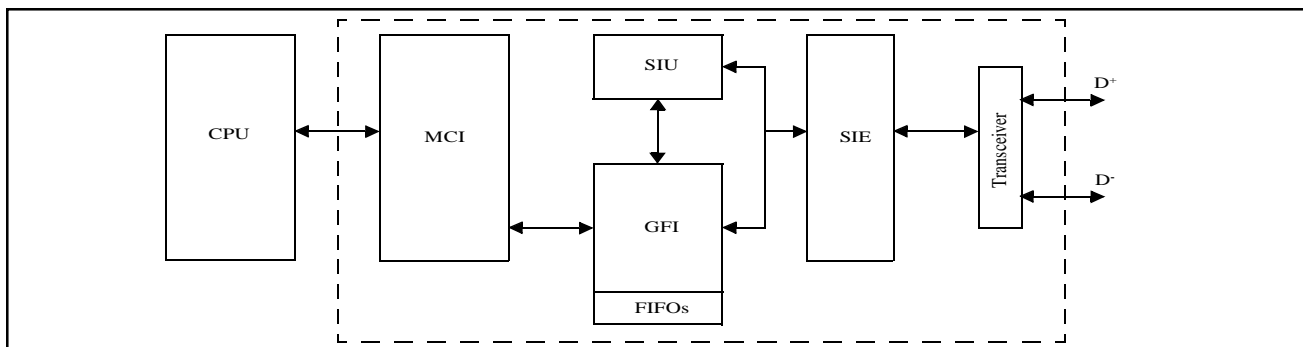 CPU
MCI
SIU
GFI
FIFOs
SIE
Transceiver
D+
D-